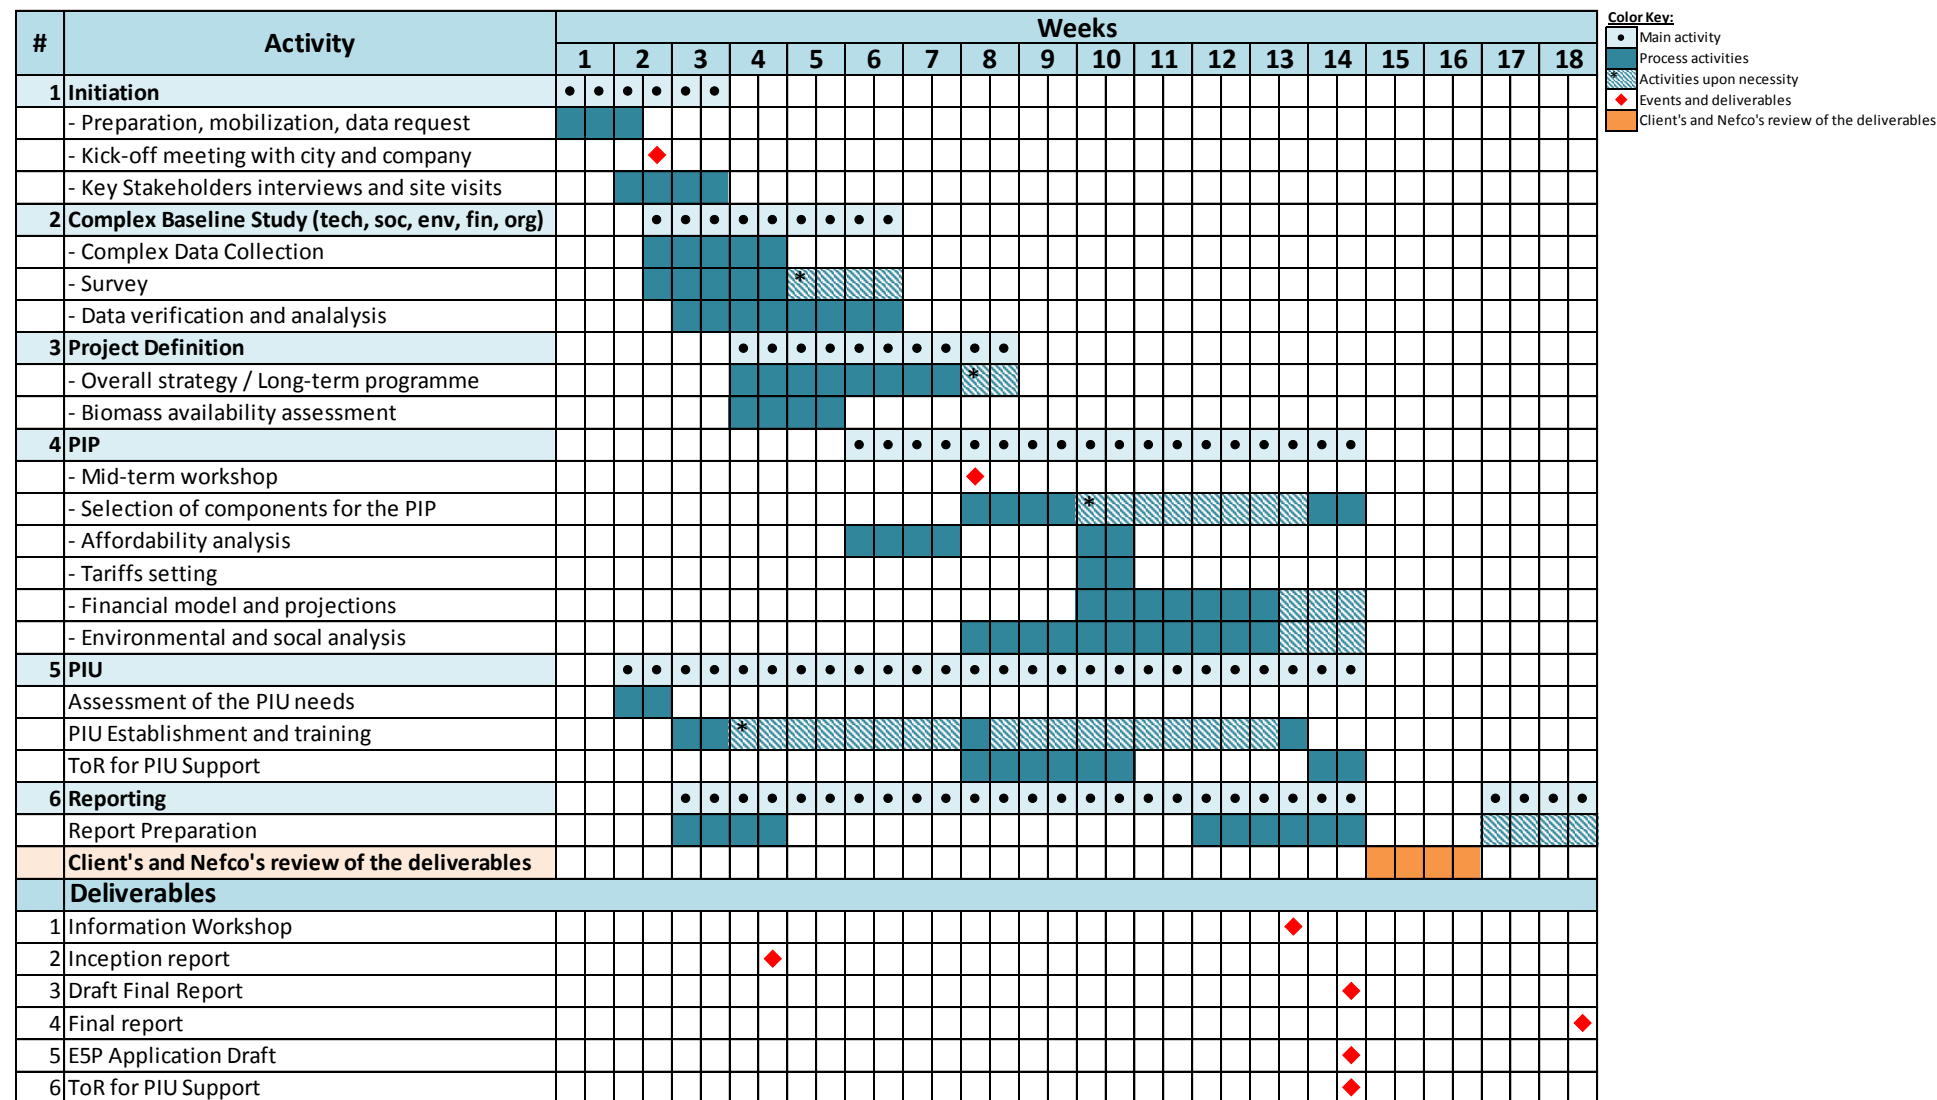 # Activity Weeks
1 2 3 4 5 6 7 8 9 10 11 12 13 14 15 16 17 18
Color Key:
Main activity
Process activities
* Activities upon necessity
Events and deliverables
Client's and Nefco's review of the deliverables
1 Initiation
- Preparation, mobilization, data request
- Kick-off meeting with city and company
- Key Stakeholders interviews and site visits
2 Complex Baseline Study (tech, soc, env, fin, org)
- Complex Data Collection
- Survey *
- Data verification and analalysis
3 Project Definition
- Overall strategy / Long-term programme *
- Biomass availability assessment
4 PIP
- Mid-term workshop
- Selection of components for the PIP *
- Affordability analysis
- Tariffs setting
- Financial model and projections
- Environmental and socal analysis
5 PIU
Assessment of the PIU needs
PIU Establishment and training *
ToR for PIU Support
6 Reporting
Report Preparation
Client's and Nefco's review of the deliverables
Deliverables
1 Information Workshop
2 Inception report
3 Draft Final Report
4 Final report
5 E5P Application Draft
6 ToR for PIU Support